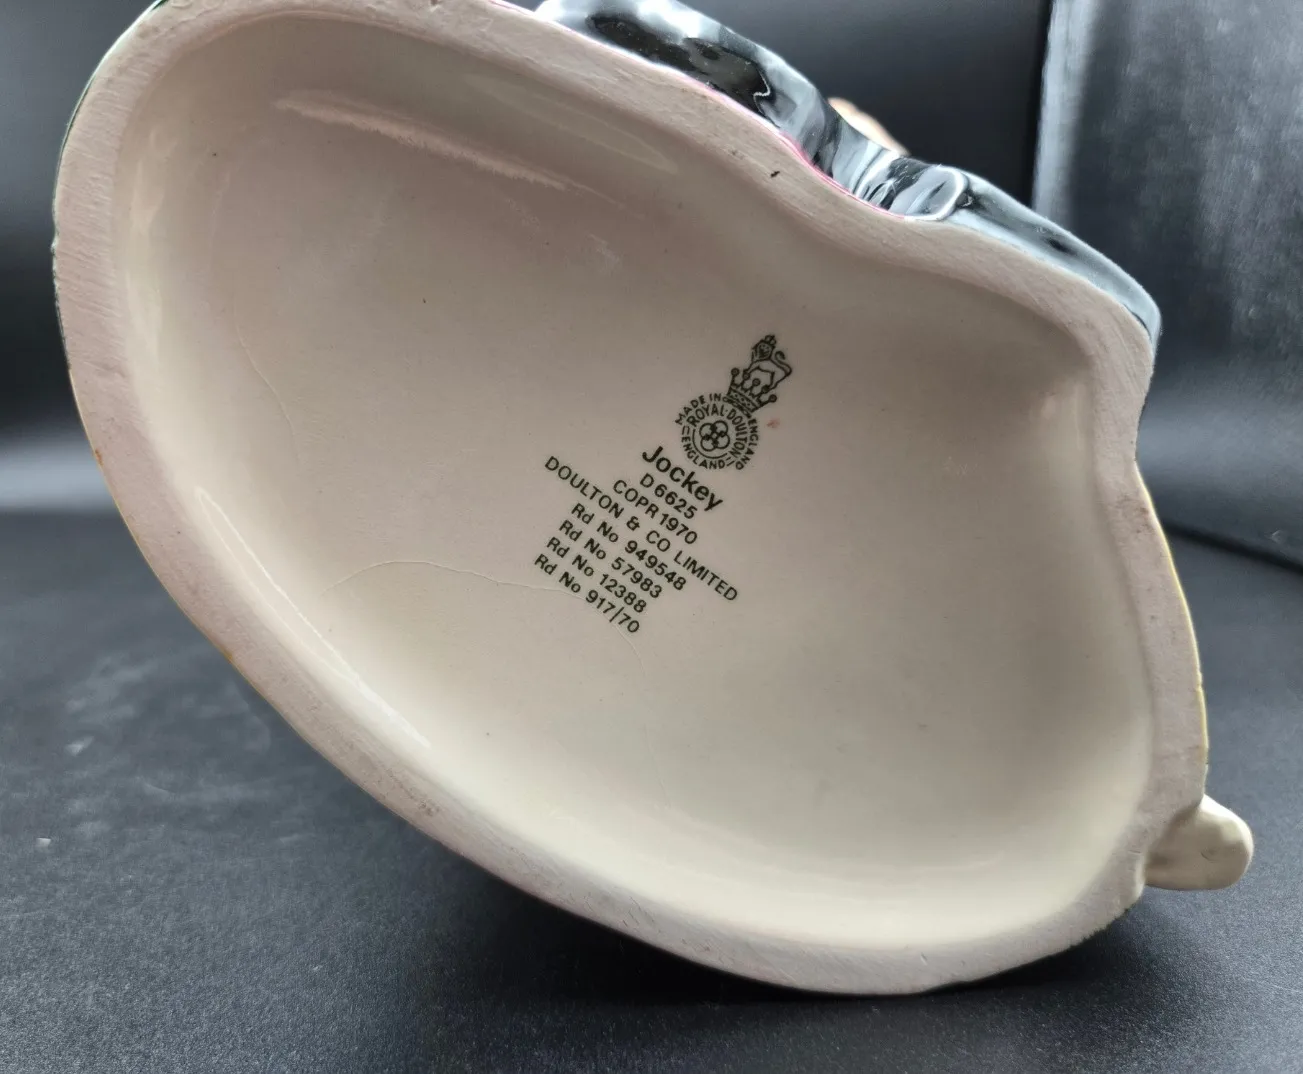 MADE IN ENGLAND
ROYAL·DOULTON
ENGLAND
Jockey
D 6625
COPR 1970
DOULTON & CO LIMITED
Rd No 949548
Rd No 57983
Rd No 12388
Rd No 917/70